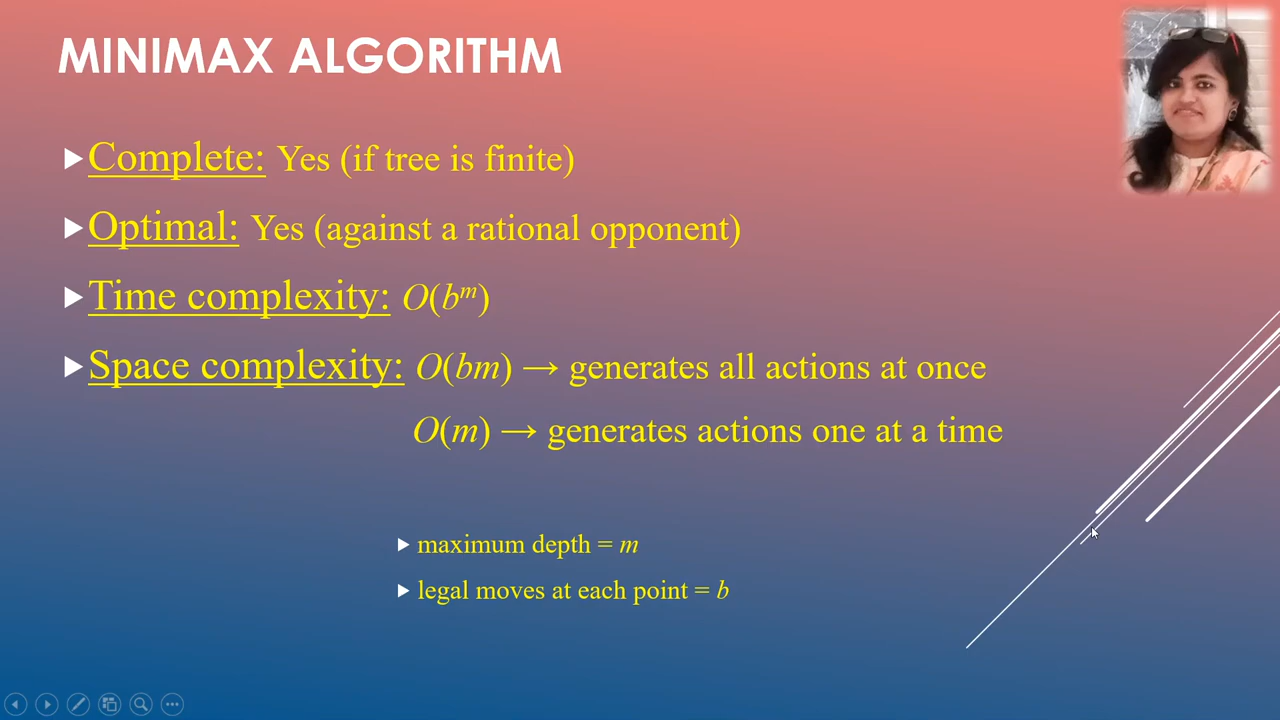 MINIMAX ALGORITHM
Complete: Yes (if tree is finite)
Optimal: Yes (against a rational opponent)
Time complexity: O(bᵐ)
Space complexity: O(bm) → generates all actions at once
O(m) → generates actions one at a time
maximum depth = m
legal moves at each point = b